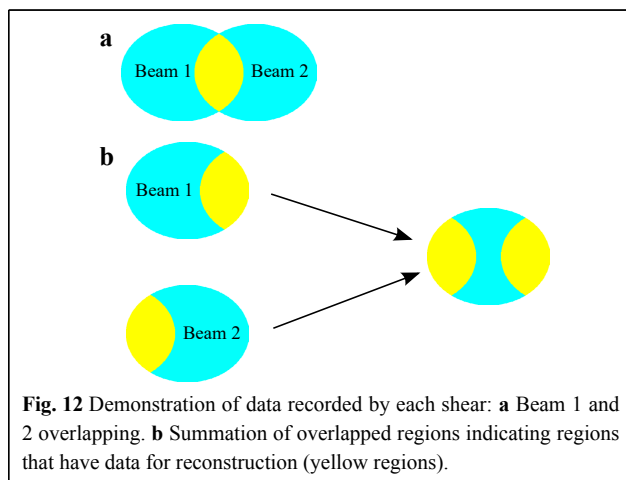 a
Beam 1 Beam 2
b
Beam 1
Beam 2
Fig. 12 Demonstration of data recorded by each shear: a Beam 1 and
2 overlapping. b Summation of overlapped regions indicating regions
that have data for reconstruction (yellow regions).